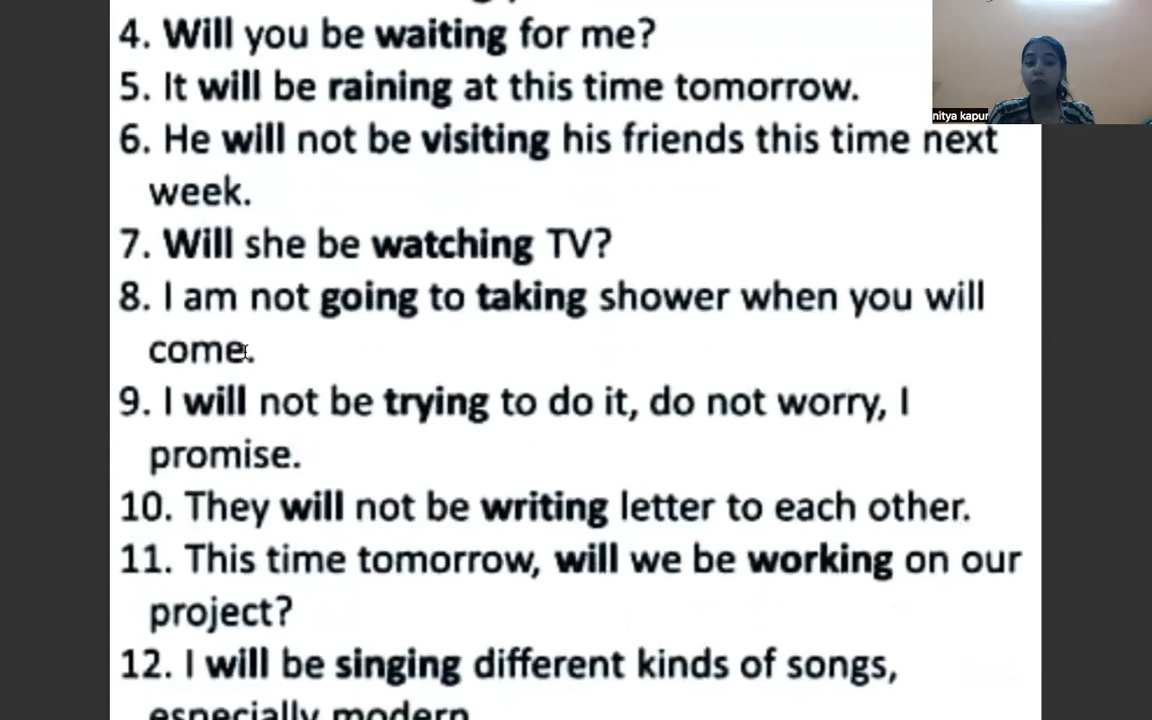 4. Will you be waiting for me?
5. It will be raining at this time tomorrow.
nitya kapur
6. He will not be visiting his friends this time next
week.
7. Will she be watching TV?
8. I am not going to taking shower when you will
come.
9. I will not be trying to do it, do not worry, I
promise.
10. They will not be writing letter to each other.
11. This time tomorrow, will we be working on our
project?
12. I will be singing different kinds of songs,
especially modern